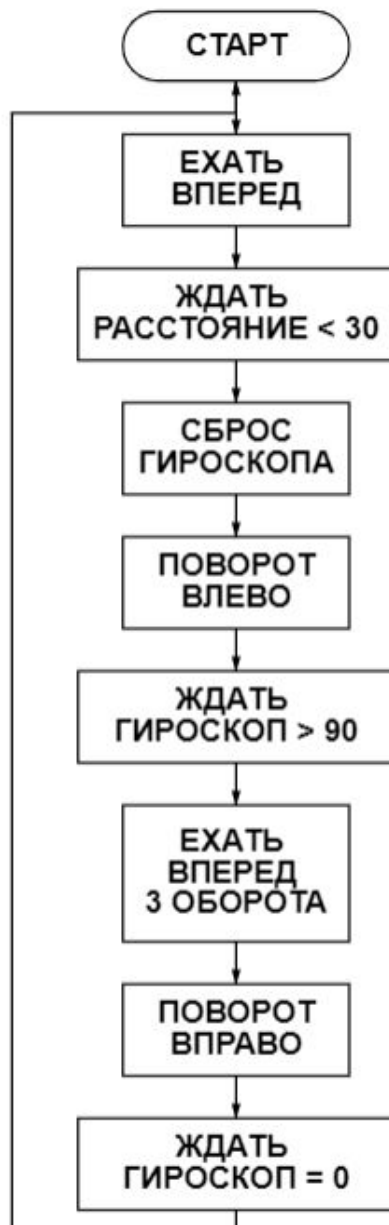 СТАРТ
ЕХАТЬ
ВПЕРЕД
ЖДАТЬ
РАССТОЯНИЕ < 30
СБРОС
ГИРОСКОПА
ПОВОРОТ
ВЛЕВО
ЖДАТЬ
ГИРОСКОП > 90
ЕХАТЬ
ВПЕРЕД
3 ОБОРОТА
ПОВОРОТ
ВПРАВО
ЖДАТЬ
ГИРОСКОП = 0